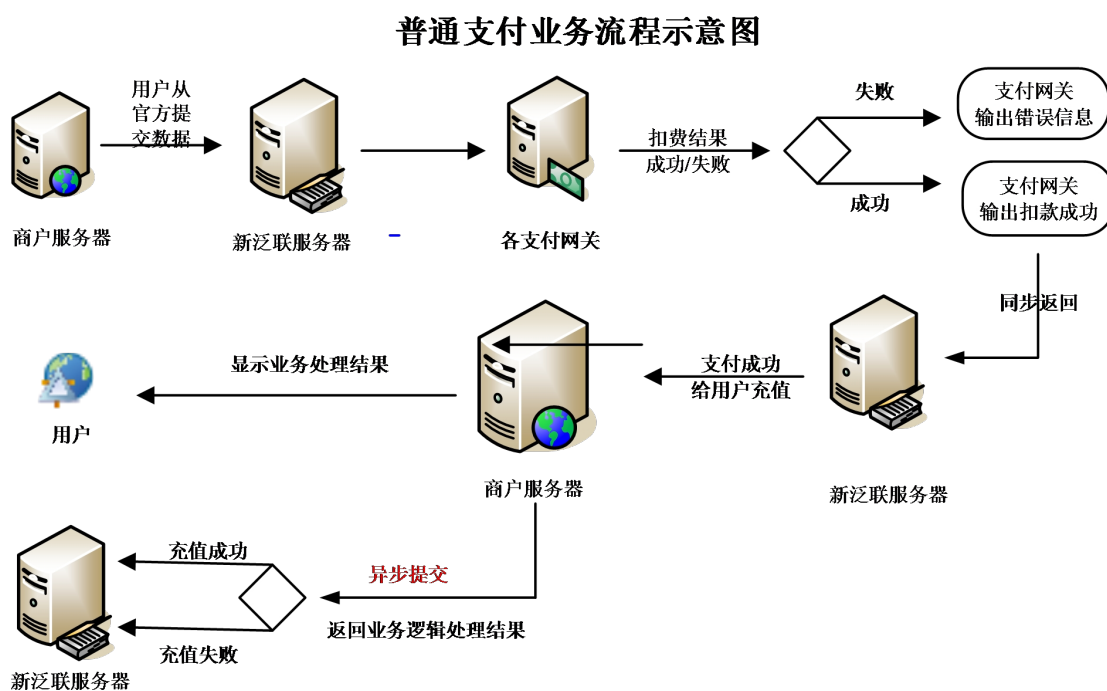 普通支付业务流程示意图
用户从
官方提
交数据
商户服务器
新泛联服务器
各支付网关
扣费结果
成功/失败
失败
成功
支付网关
输出错误信息
支付网关
输出扣款成功
同步返回
显示业务处理结果
支付成功
给用户充值
用户
商户服务器
新泛联服务器
充值成功
异步提交
返回业务逻辑处理结果
充值失败
新泛联服务器